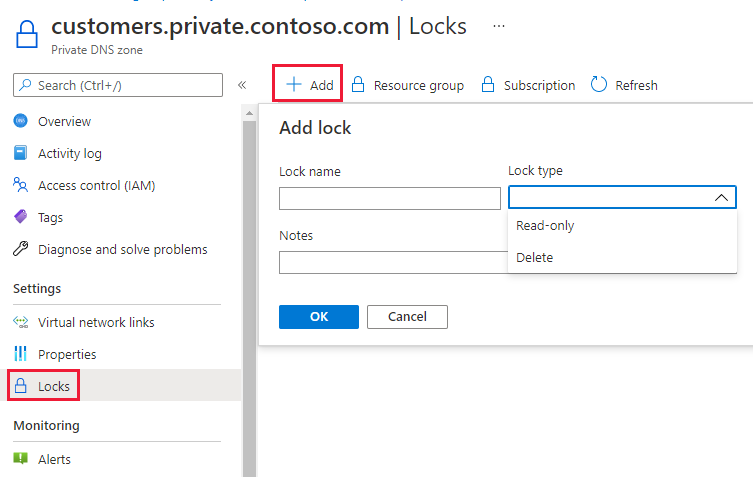 customers.private.contoso.com | Locks ...
Private DNS zone
Search (Ctrl+/)
«
Add
Resource group
Subscription
Refresh
Overview
Activity log
Access control (IAM)
Tags
Diagnose and solve problems
Settings
Virtual network links
Properties
Locks
Monitoring
Alerts
Add lock
Lock name
Lock type
Read-only
Delete
Notes
OK
Cancel